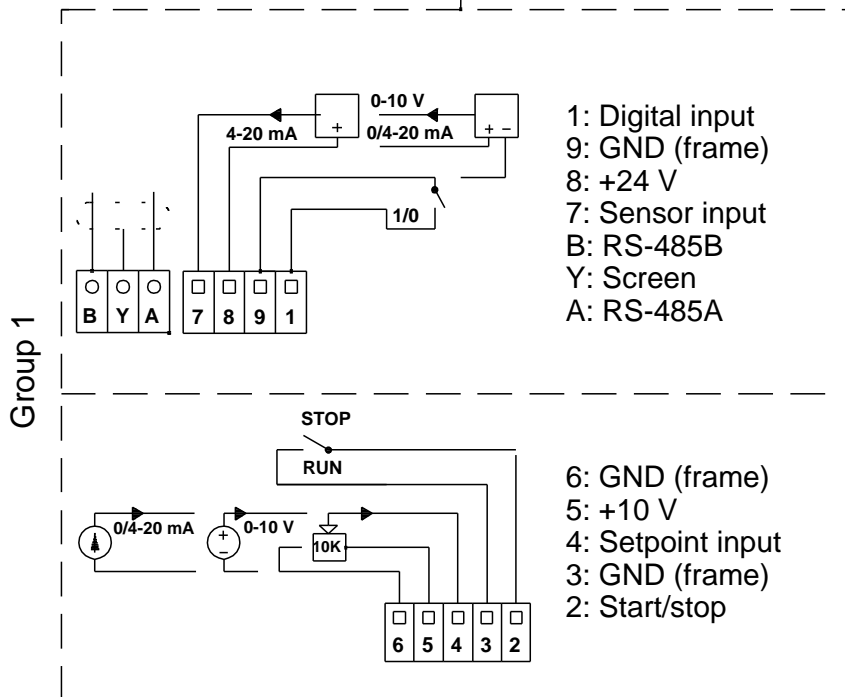 Group 1
0-10 V
4-20 mA
0/4-20 mA
+
+ −
1/0
B Y A
7 8 9 1
1: Digital input
9: GND (frame)
8: +24 V
7: Sensor input
B: RS-485B
Y: Screen
A: RS-485A
STOP
RUN
0/4-20 mA
+
−
0-10 V
10K
6 5 4 3 2
6: GND (frame)
5: +10 V
4: Setpoint input
3: GND (frame)
2: Start/stop